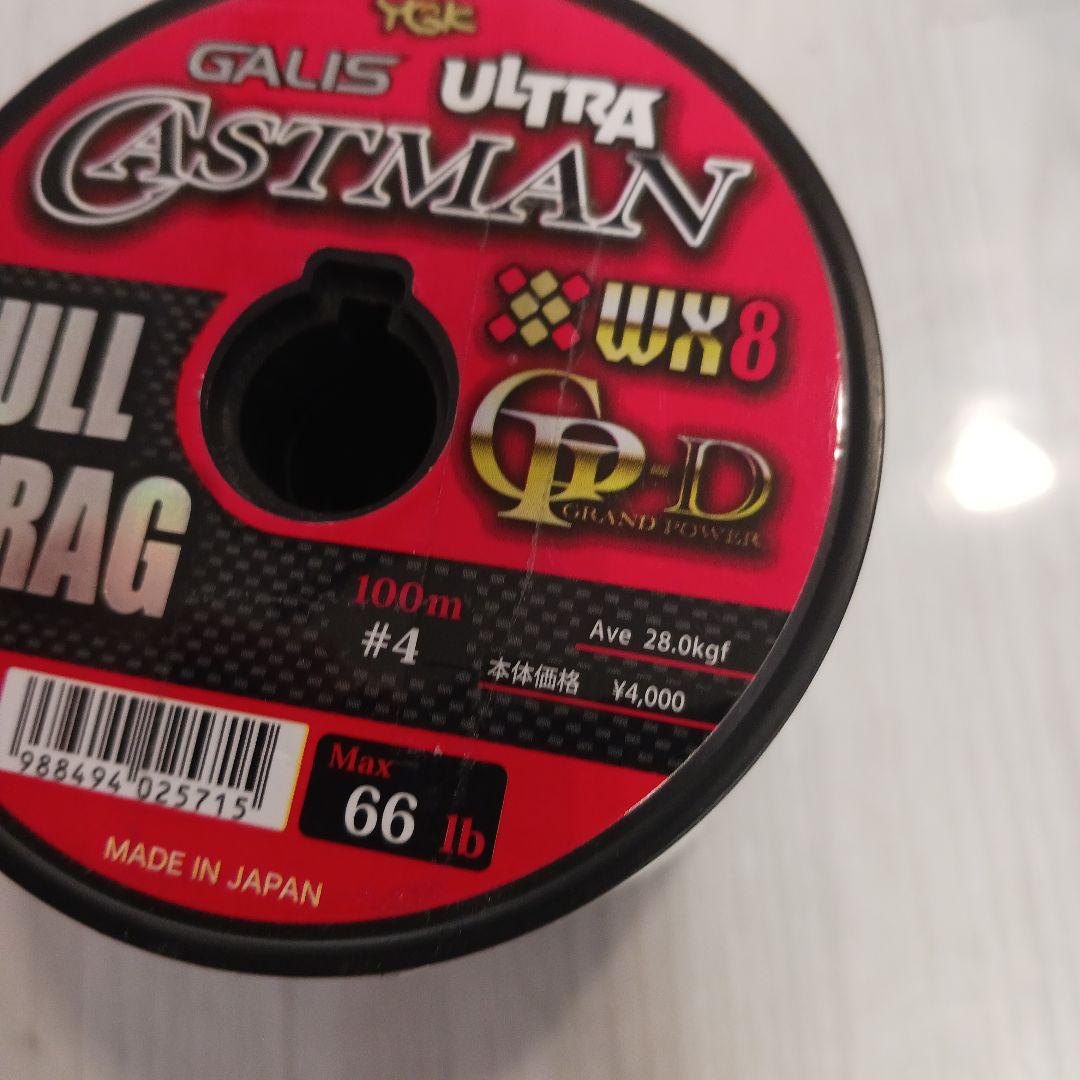 YGK
GALIS ULTRA
CASTMAN
WX8
GP-D
GRAND POWER
ULL
RAG
100m
#4
Ave 28.0kgf
本体価格 ¥4,000
988494 025715
Max
66 lb
MADE IN JAPAN